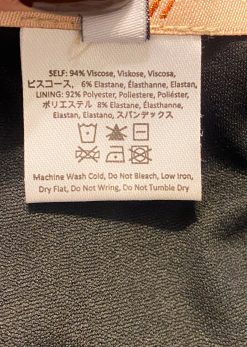 SELF: 94% Viscose, Viskose, Viscosa,
ビスコース, 6% Elastane, Élasthanne, Elastan,
LINING: 92% Polyester, Poliestere, Poliéster,
ポリエステル 8% Elastane, Élasthanne,
Elastan, Elastano, スパンデックス
Machine Wash Cold, Do Not Bleach, Low Iron,
Dry Flat, Do Not Wring, Do Not Tumble Dry